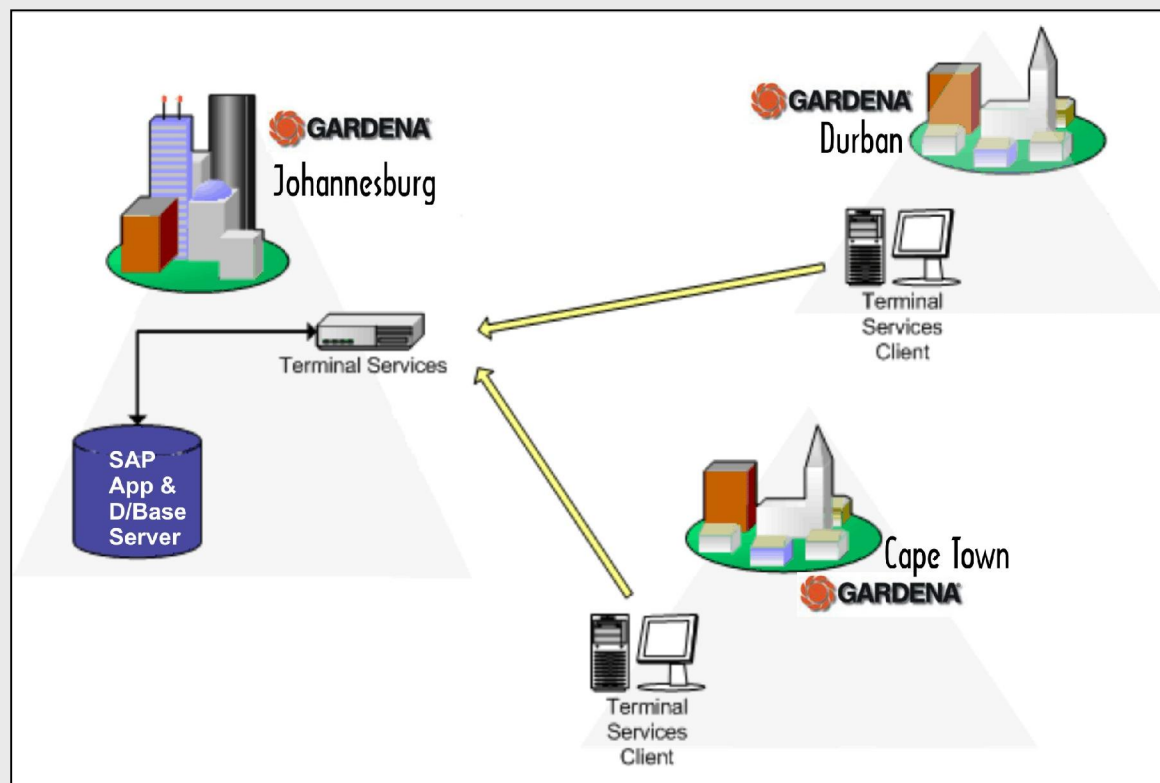 GARDENA
Johannesburg
GARDENA
Durban
Terminal
Services
Client
Terminal Services
SAP
App &
D/Base
Server
Cape Town
GARDENA
Terminal
Services
Client